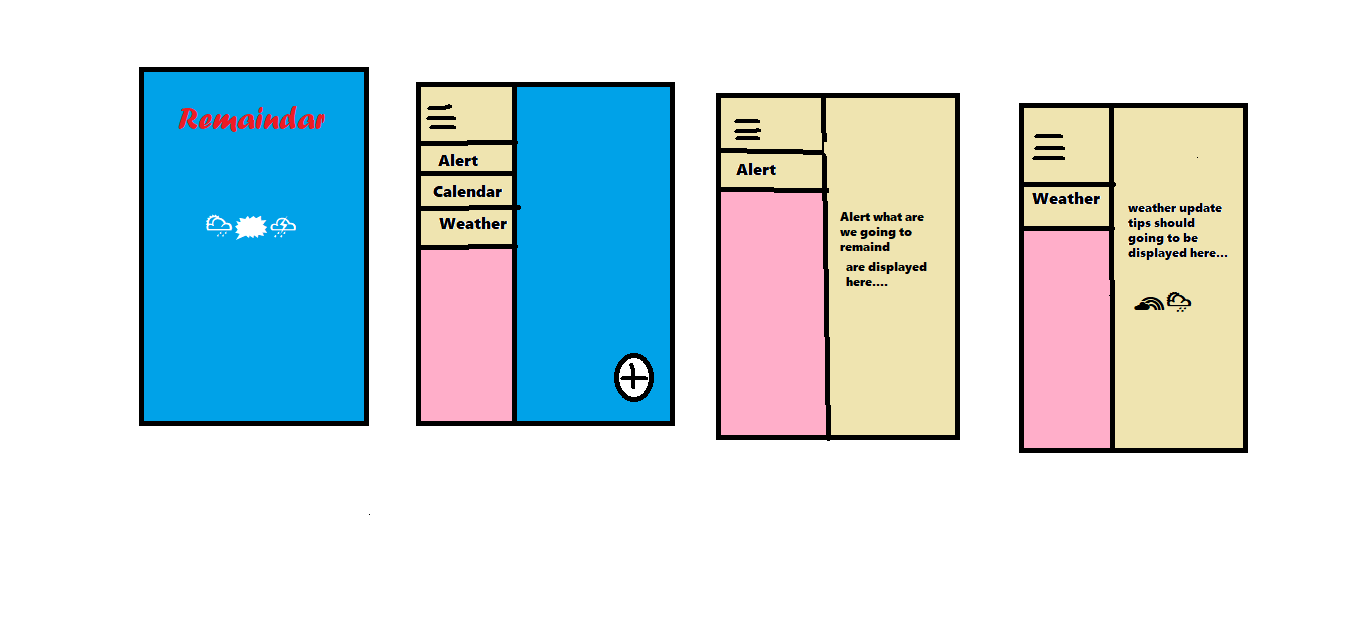 Remaindar
Alert
Calendar
Weather
Alert
Alert what are
we going to
remaind
are displayed
here....
Weather
weather update
tips should
going to be
displayed here...